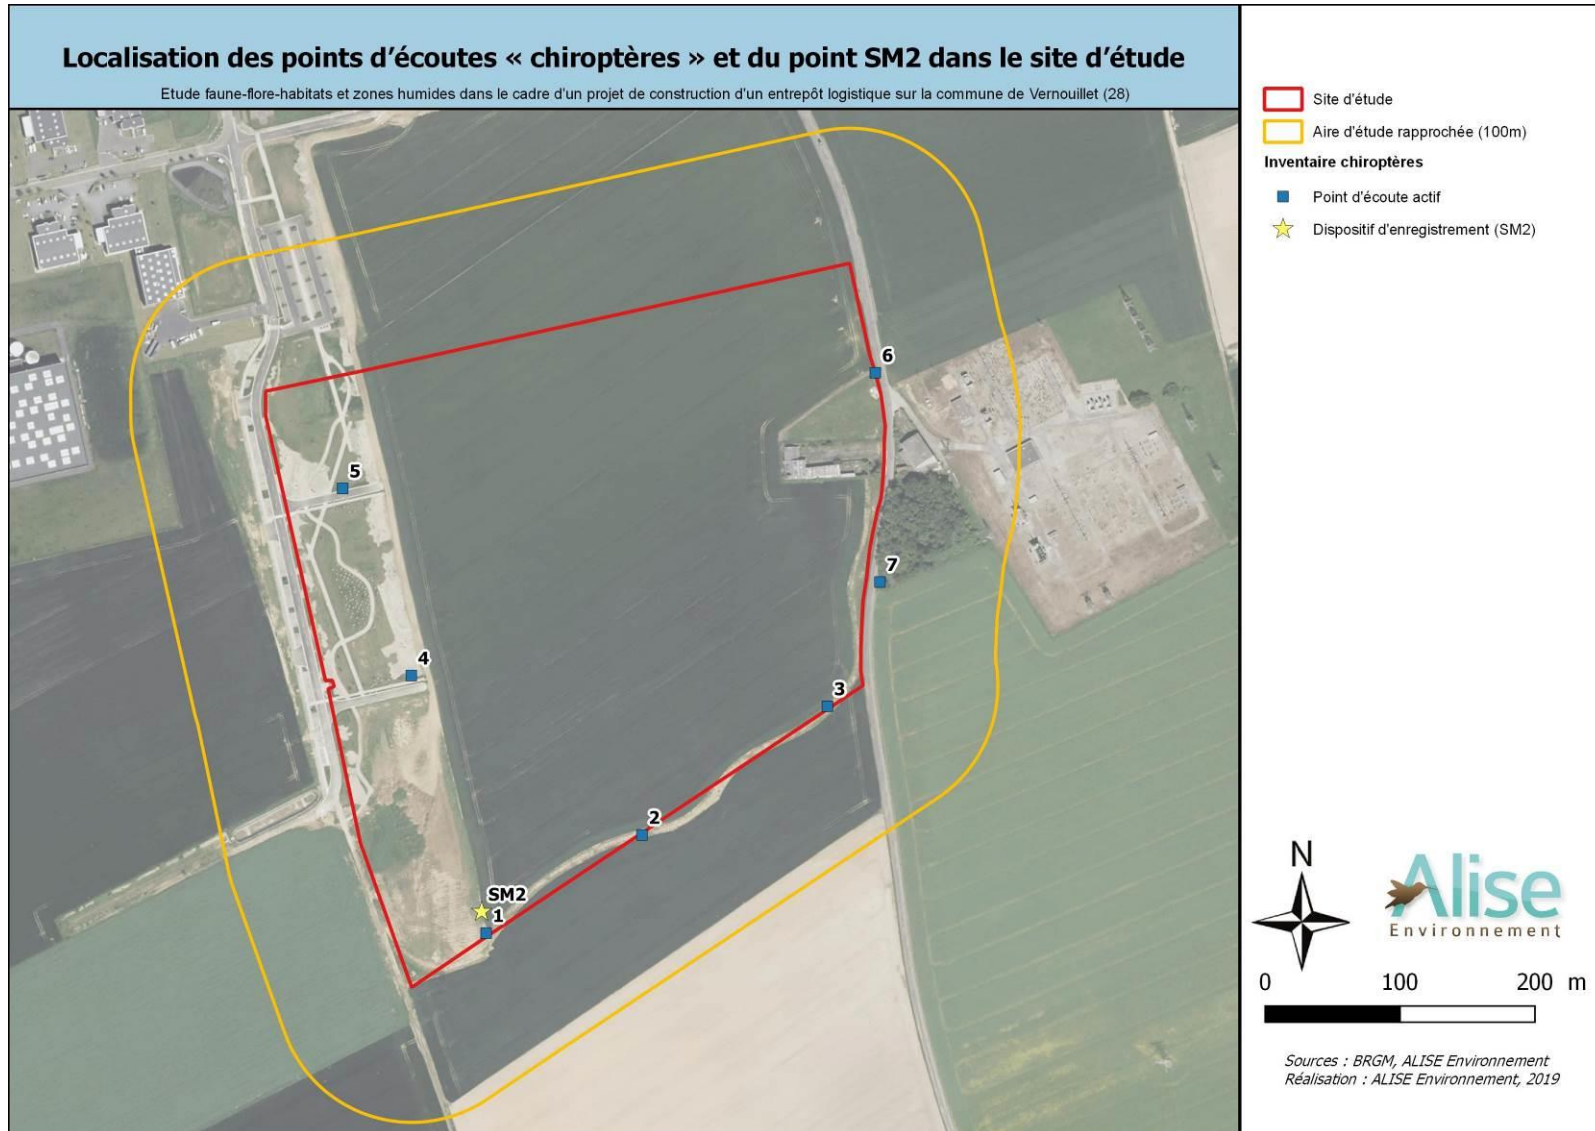 Localisation des points d'écoutes « chiroptères » et du point SM2 dans le site d'étude
Etude faune-flore-habitats et zones humides dans le cadre d'un projet de construction d'un entrepôt logistique sur la commune de Vernouillet (28)
Site d'étude
Aire d'étude rapprochée (100m)
Inventaire chiroptères
Point d'écoute actif
Dispositif d'enregistrement (SM2)
6
5
7
4
3
2
SM2
1
N
Alise
Environnement
0 100 200 m
Sources : BRGM, ALISE Environnement
Réalisation : ALISE Environnement, 2019